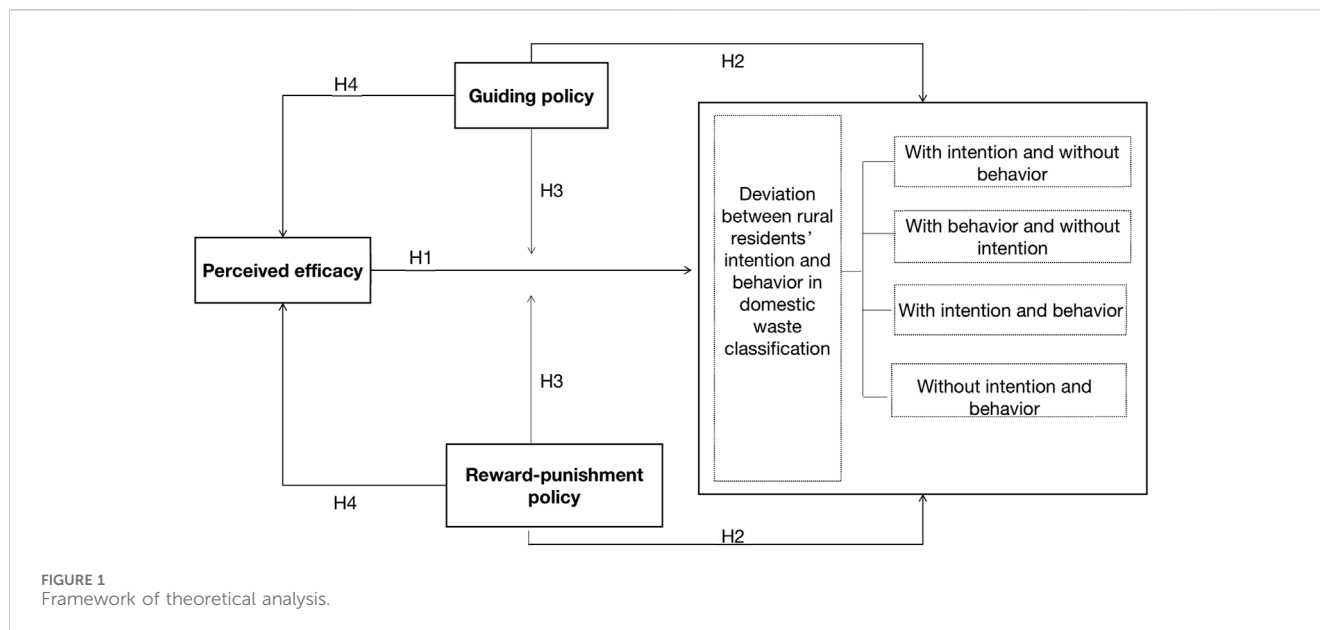 H2
H4
Guiding policy
H3
With intention and without
behavior
Deviation
between rural
residents’
intention and
behavior in
domestic
waste
classification
With behavior and without
intention
Perceived efficacy
H1
With intention and behavior
H3
Without intention and
behavior
Reward-punishment
policy
H4
H2
FIGURE 1
Framework of theoretical analysis.